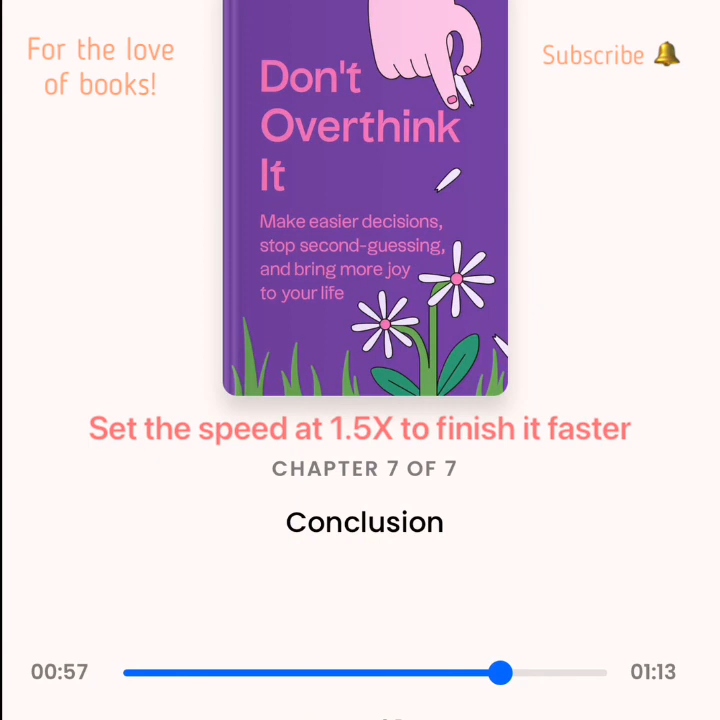 For the love
of books!
Subscribe 🔔
Don't
Overthink
It
Make easier decisions,
stop second-guessing,
and bring more joy
to your life
Set the speed at 1.5X to finish it faster
CHAPTER 7 OF 7
Conclusion
00:57
01:13